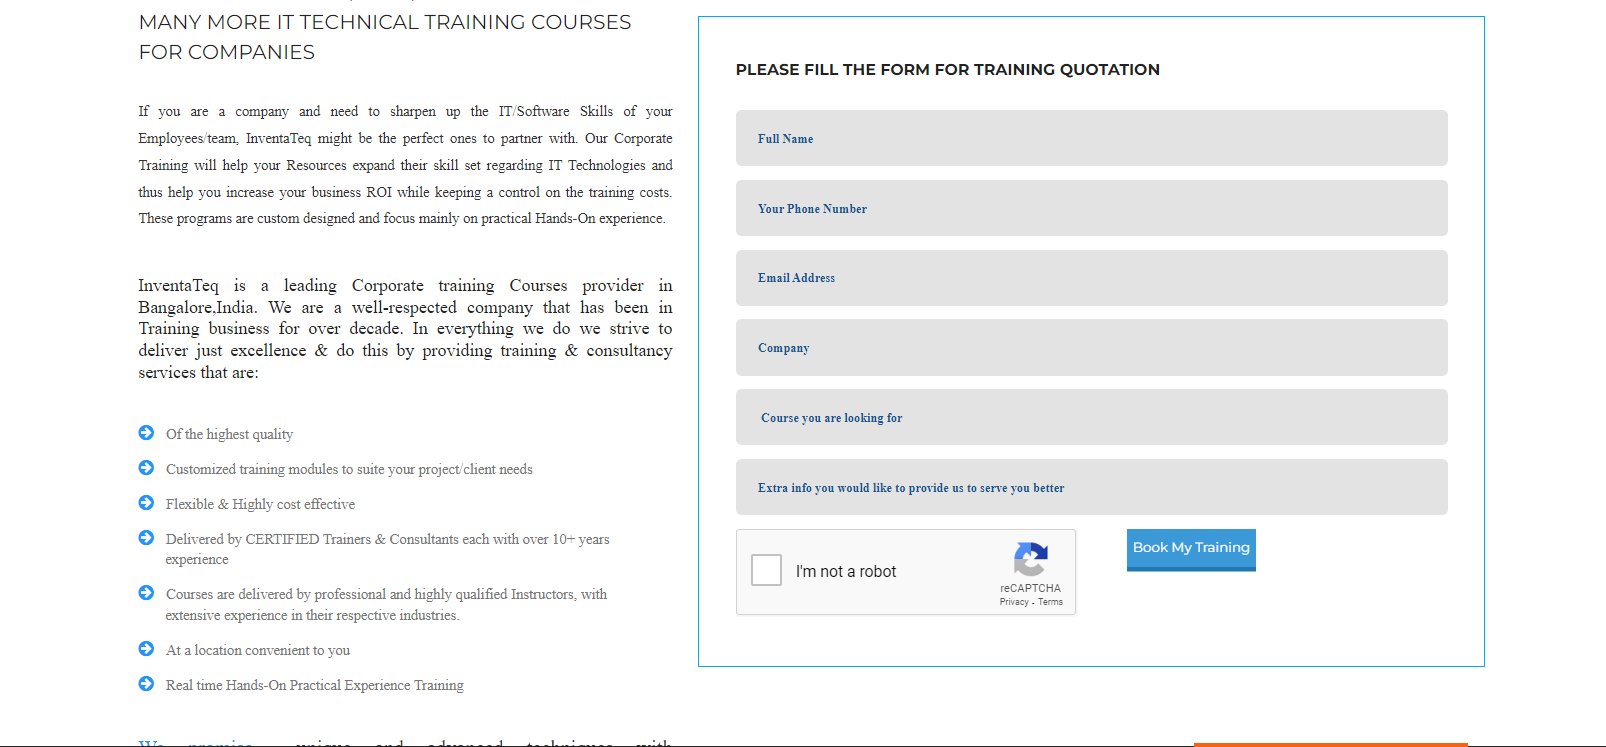 MANY MORE IT TECHNICAL TRAINING COURSES
FOR COMPANIES
If you are a company and need to sharpen up the IT/Software Skills of your
Employees/team, InventaTeq might be the perfect ones to partner with. Our Corporate
Training will help your Resources expand their skill set regarding IT Technologies and
thus help you increase your business ROI while keeping a control on the training costs.
These programs are custom designed and focus mainly on practical Hands-On experience.
InventaTeq is a leading Corporate training Courses provider in
Bangalore,India. We are a well-respected company that has been in
Training business for over decade. In everything we do we strive to
deliver just excellence & do this by providing training & consultancy
services that are:
Of the highest quality
Customized training modules to suite your project/client needs
Flexible & Highly cost effective
Delivered by CERTIFIED Trainers & Consultants each with over 10+ years
experience
Courses are delivered by professional and highly qualified Instructors, with
extensive experience in their respective industries.
At a location convenient to you
Real time Hands-On Practical Experience Training
We promise unique and advanced techniques with
PLEASE FILL THE FORM FOR TRAINING QUOTATION
Full Name
Your Phone Number
Email Address
Company
Course you are looking for
Extra info you would like to provide us to serve you better
I'm not a robot
reCAPTCHA
Privacy - Terms
Book My Training